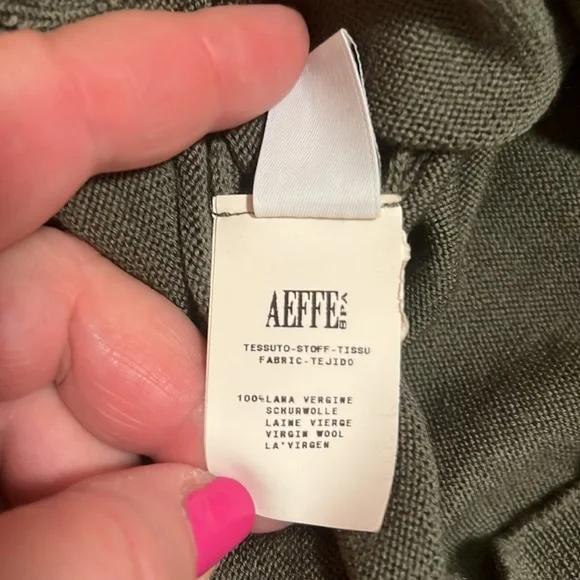 AEFFE SPA
TESSUTO-STOFF-TISSU
FABRIC-TEJIDO
100%LANA VERGINE
SCHURWOLLE
LAINE VIERGE
VIRGIN WOOL
LA'VIRGEN